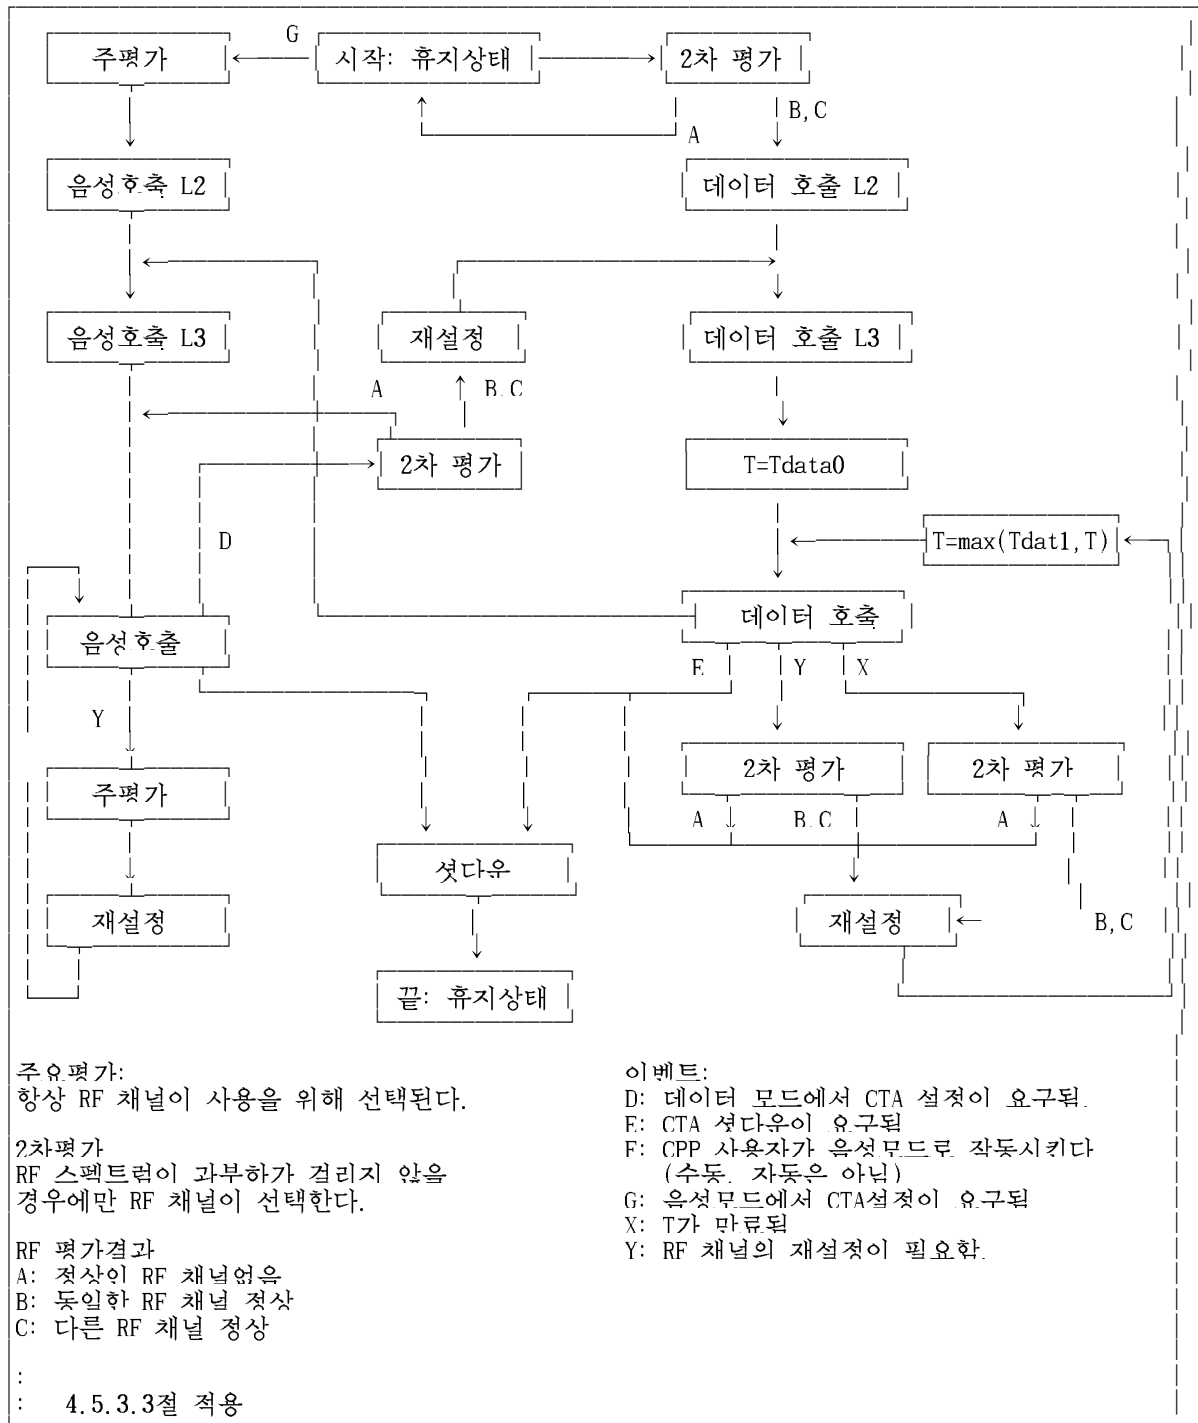 G
주평가
시작: 휴지상태
2차 평가
A
B,C
음성호출 L2
데이터 호출 L2
음성호출 L3
재설정
데이터 호출 L3
A
B,C
2차 평가
T=Tdata0
D
T=max(Tdat1,T)
음성호출
데이터 호출
E
Y
X
Y
2차 평가
2차 평가
주평가
A
B,C
A
셧다운
재설정
재설정
B,C
끝: 휴지상태
주요평가:
항상 RF 채널이 사용을 위해 선택된다.
2차평가
RF 스펙트럼이 과부하가 걸리지 않을
경우에만 RF 채널이 선택한다.
RF 평가결과
A: 정상인 RF 채널없음
B: 동일한 RF 채널 정상
C: 다른 RF 채널 정상
:
: 4.5.3.3절 적용
이벤트:
D: 데이터 모드에서 CTA 설정이 요구됨.
E: CTA 셧다운이 요구됨
F: CPP 사용자가 음성모드로 작동시킨다
(수동, 자동은 아님)
G: 음성모드에서 CTA설정이 요구됨
X: T가 만료됨
Y: RF 채널의 재설정이 필요함.